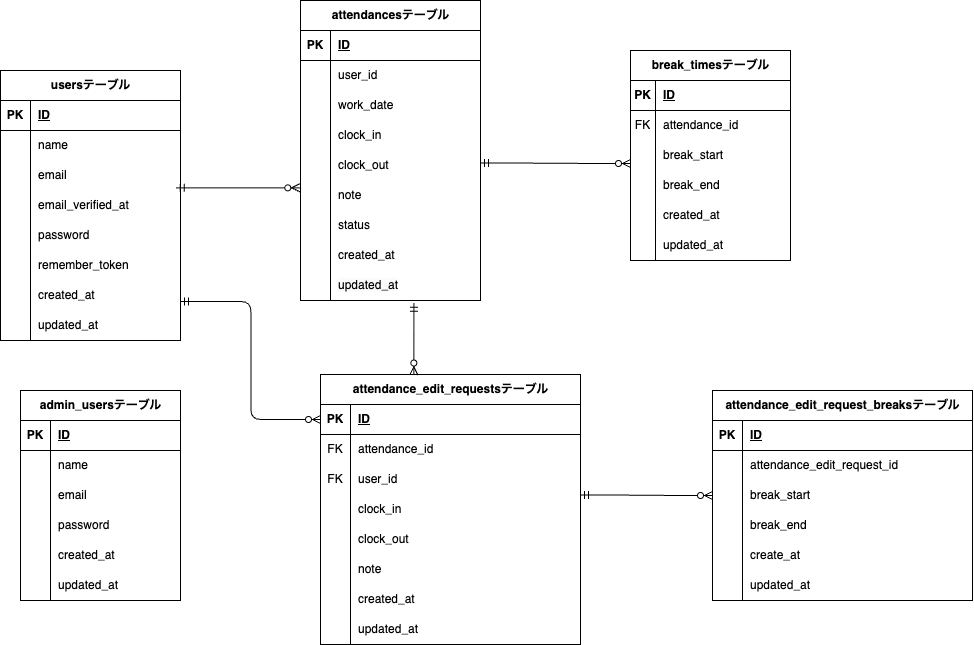 attendancesテーブル
PK ID
user_id
work_date
clock_in
clock_out
note
status
created_at
updated_at
break_timesテーブル
PK ID
FK attendance_id
break_start
break_end
created_at
updated_at
usersテーブル
PK ID
name
email
email_verified_at
password
remember_token
created_at
updated_at
admin_usersテーブル
PK ID
name
email
password
created_at
updated_at
attendance_edit_requestsテーブル
PK ID
FK attendance_id
FK user_id
clock_in
clock_out
note
created_at
updated_at
attendance_edit_request_breaksテーブル
PK ID
attendance_edit_request_id
break_start
break_end
create_at
updated_at